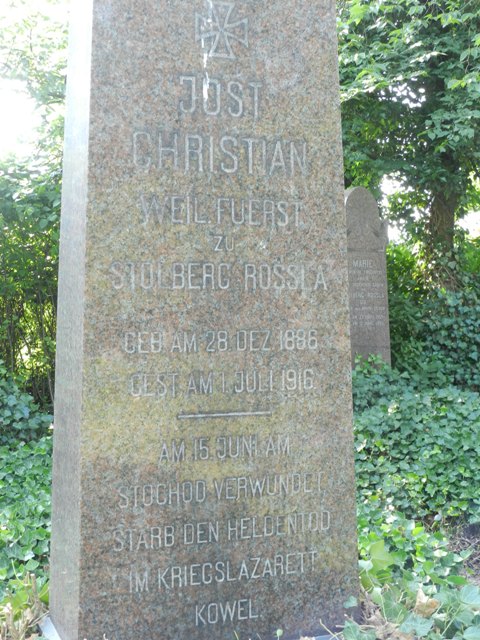 JOST
CHRISTIAN
WEIL. FUERST
ZU
STOLBERG ROSSLA
GEB AM 28. DEZ. 1886.
GEST AM 1. JULI 1916.
AM 15. JUNI AM
STOCHOD VERWUNDET,
STARB DEN HELDENTOD
IM KRIEGSLAZARETT
KOWEL.
MARIE